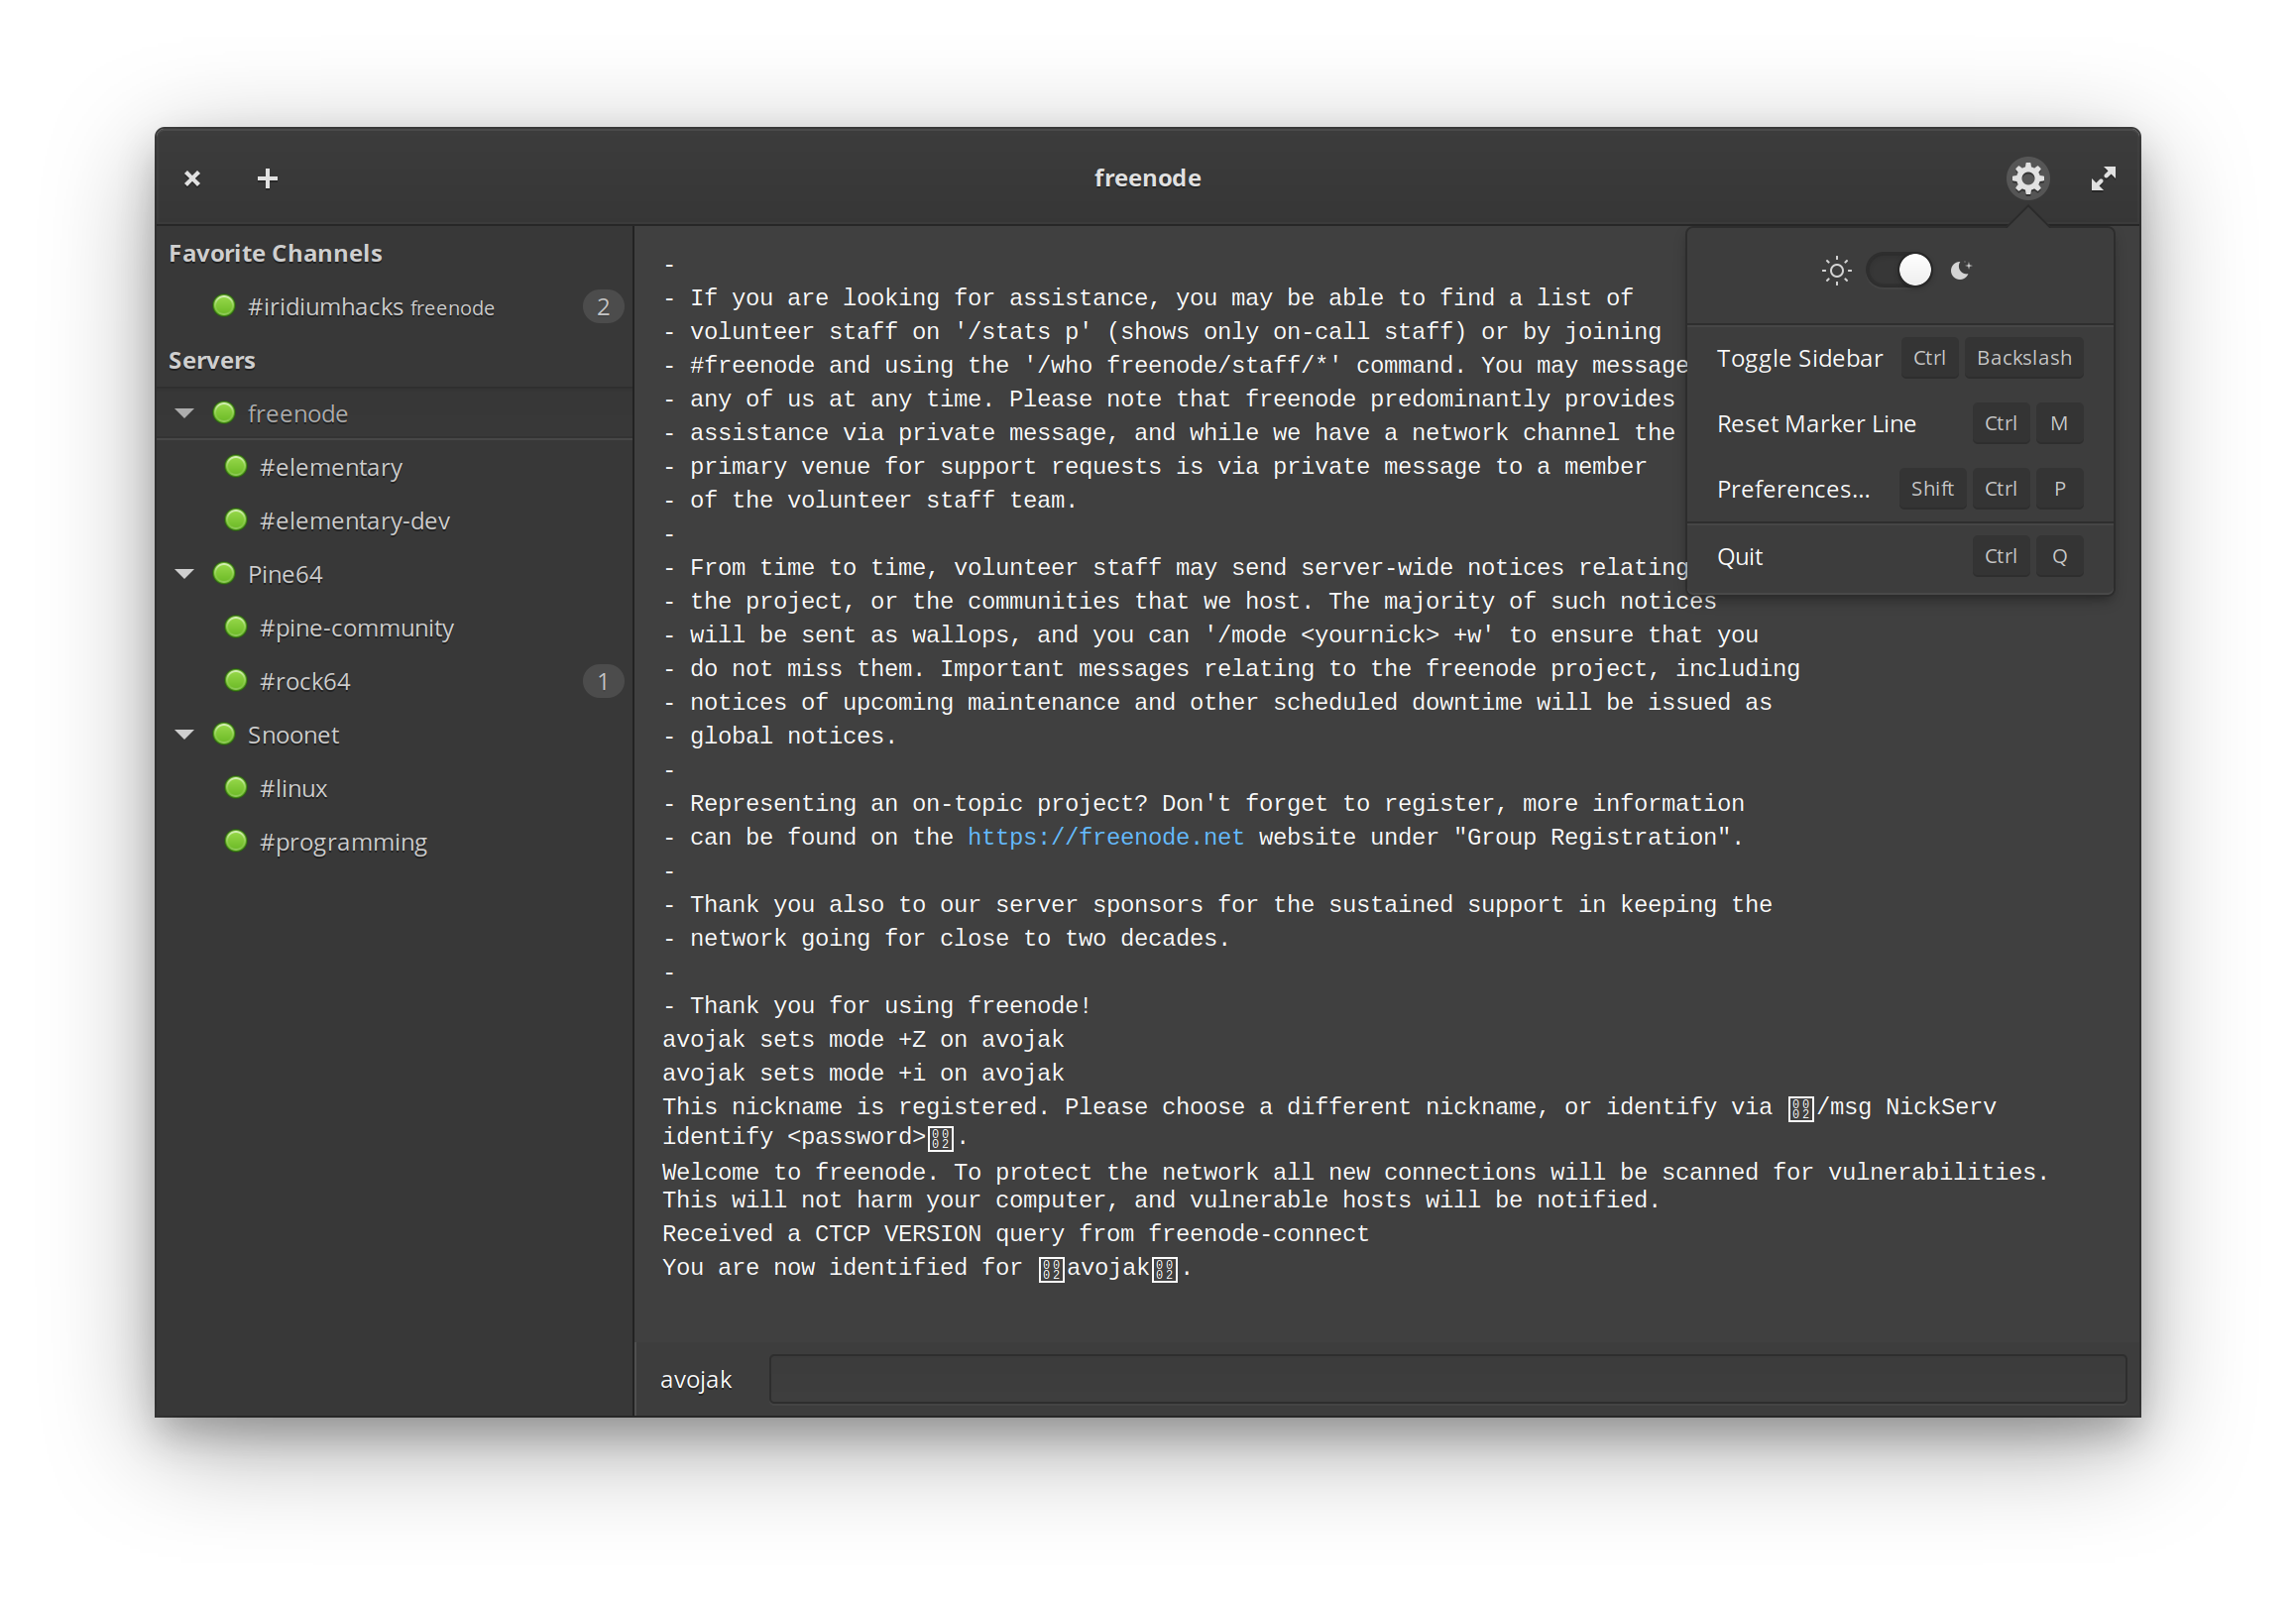 freenode
Favorite Channels
#iridiumhacks freenode 2
Servers
freenode
#elementary
#elementary-dev
Pine64
#pine-community
#rock64 1
Snoonet
#linux
#programming
-
- If you are looking for assistance, you may be able to find a list of
- volunteer staff on '/stats p' (shows only on-call staff) or by joining
- #freenode and using the '/who freenode/staff/*' command. You may message
- any of us at any time. Please note that freenode predominantly provides
- assistance via private message, and while we have a network channel the
- primary venue for support requests is via private message to a member
- of the volunteer staff team.
-
- From time to time, volunteer staff may send server-wide notices relating
- the project, or the communities that we host. The majority of such notices
- will be sent as wallops, and you can '/mode <yournick> +w' to ensure that you
- do not miss them. Important messages relating to the freenode project, including
- notices of upcoming maintenance and other scheduled downtime will be issued as
- global notices.
-
- Representing an on-topic project? Don't forget to register, more information
- can be found on the https://freenode.net website under "Group Registration".
-
- Thank you also to our server sponsors for the sustained support in keeping the
- network going for close to two decades.
-
- Thank you for using freenode!
avojak sets mode +Z on avojak
avojak sets mode +i on avojak
This nickname is registered. Please choose a different nickname, or identify via 0002/msg NickServ
identify <password>0002.
Welcome to freenode. To protect the network all new connections will be scanned for vulnerabilities.
This will not harm your computer, and vulnerable hosts will be notified.
Received a CTCP VERSION query from freenode-connect
You are now identified for 0002avojak0002.
avojak
Toggle Sidebar Ctrl Backslash
Reset Marker Line Ctrl M
Preferences... Shift Ctrl P
Quit Ctrl Q